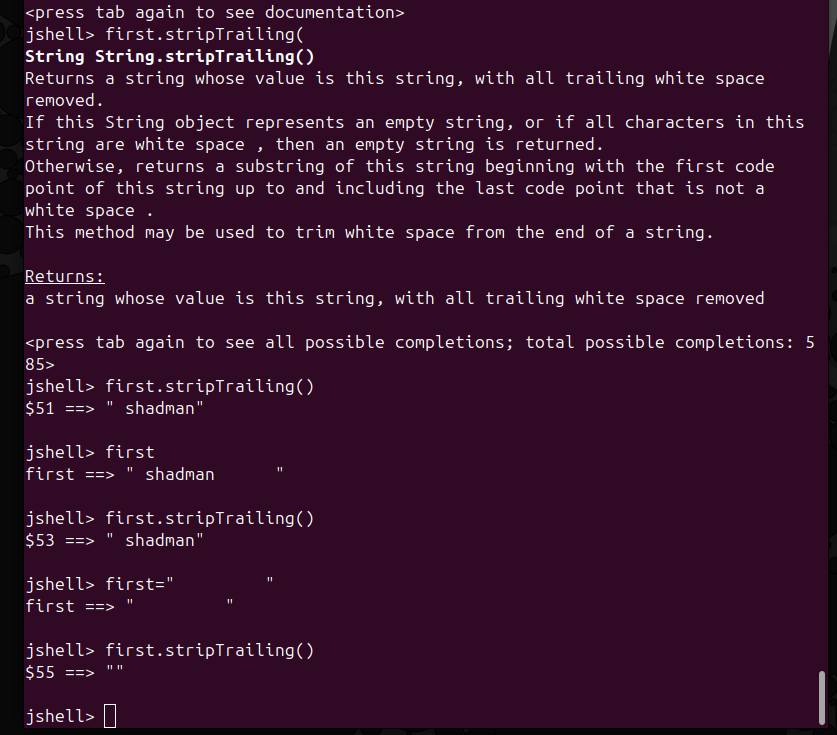 <press tab again to see documentation>
jshell> first.stripTrailing(
String String.stripTrailing()
Returns a string whose value is this string, with all trailing white space
removed.
If this String object represents an empty string, or if all characters in this
string are white space , then an empty string is returned.
Otherwise, returns a substring of this string beginning with the first code
point of this string up to and including the last code point that is not a
white space .
This method may be used to trim white space from the end of a string.

Returns:
a string whose value is this string, with all trailing white space removed

<press tab again to see all possible completions; total possible completions: 5
85>
jshell> first.stripTrailing()
$51 ==> " shadman"

jshell> first
first ==> " shadman      "

jshell> first.stripTrailing()
$53 ==> " shadman"

jshell> first="         "
first ==> "         "

jshell> first.stripTrailing()
$55 ==> ""

jshell>